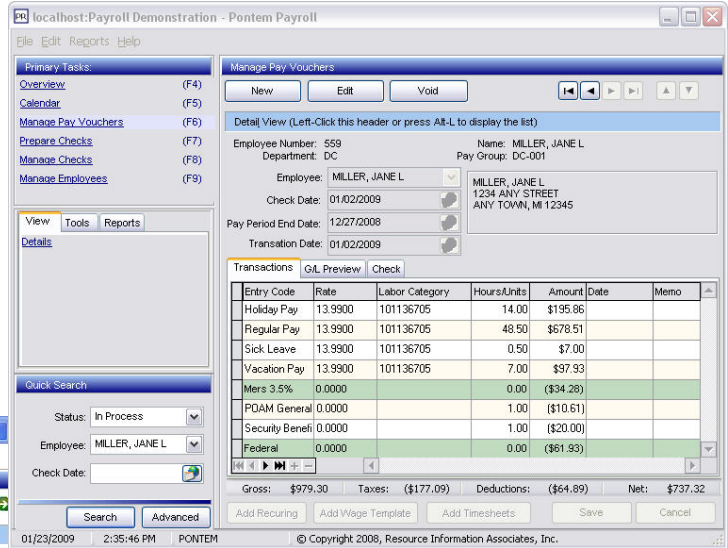 PR localhost:Payroll Demonstration - Pontem Payroll
File Edit Reports Help
Primary Tasks:
Overview (F4)
Calendar (F5)
Manage Pay Vouchers (F6)
Prepare Checks (F7)
Manage Checks (F8)
Manage Employees (F9)
View Tools Reports
Details
Quick Search
Status: In Process
Employee: MILLER, JANE L
Check Date:
Search Advanced
Manage Pay Vouchers
New Edit Void
Detail View (Left-Click this header or press Alt-L to display the list)
Employee Number: 559 Name: MILLER, JANE L
Department: DC Pay Group: DC-001
Employee: MILLER, JANE L
Check Date: 01/02/2009
Pay Period End Date: 12/27/2008
Transation Date: 01/02/2009
MILLER, JANE L
1234 ANY STREET
ANY TOWN, MI 12345
Transactions G/L Preview Check
Entry Code Rate Labor Category Hours/Units Amount Date Memo
Holiday Pay 13.9900 101136705 14.00 $195.86
Regular Pay 13.9900 101136705 48.50 $678.51
Sick Leave 13.9900 101136705 0.50 $7.00
Vacation Pay 13.9900 101136705 7.00 $97.93
Mers 3.5% 0.0000 0.00 ($34.28)
POAM General 0.0000 1.00 ($10.61)
Security Benefi 0.0000 1.00 ($20.00)
Federal 0.0000 0.00 ($61.93)
Gross: $979.30 Taxes: ($177.09) Deductions: ($64.89) Net: $737.32
Add Recuring Add Wage Template Add Timesheets Save Cancel
01/23/2009 2:35:46 PM PONTEM © Copyright 2008, Resource Information Associates, Inc.